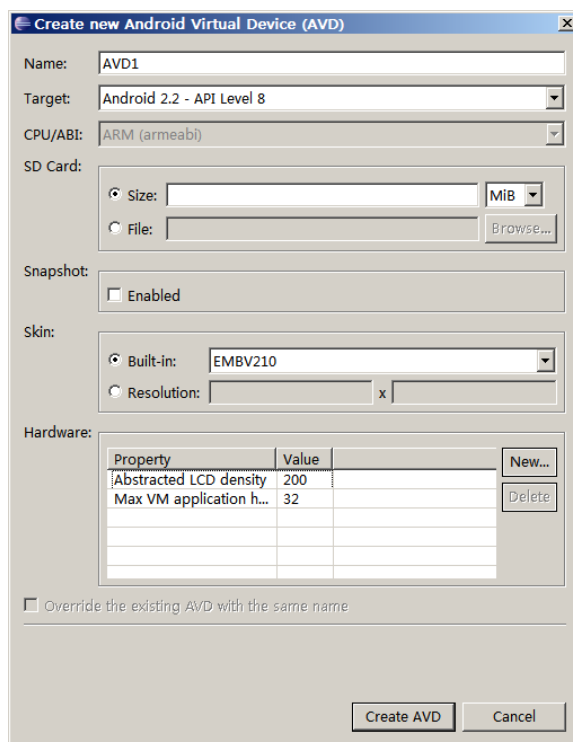 Create new Android Virtual Device (AVD)
Name: AVD1
Target: Android 2.2 - API Level 8
CPU/ABI: ARM (armeabi)
SD Card:
Size: MiB
File: Browse...
Snapshot:
Enabled
Skin:
Built-in: EMBV210
Resolution: x
Hardware:
Property Value New...
Abstracted LCD density 200 Delete
Max VM application h... 32
Override the existing AVD with the same name
Create AVD Cancel